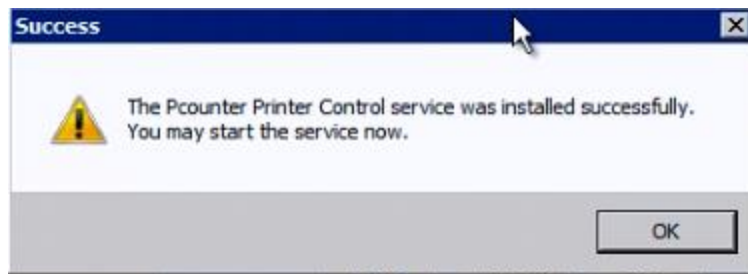 Success
The Pcounter Printer Control service was installed successfully.
You may start the service now.
OK